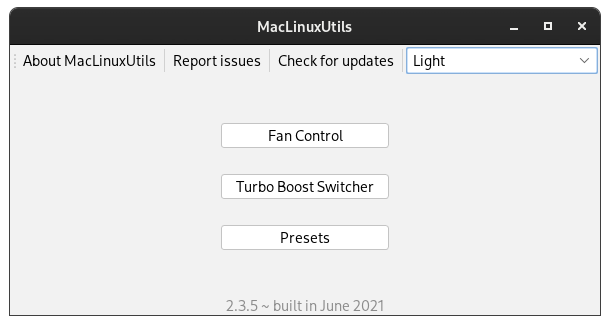 MacLinuxUtils
About MacLinuxUtils Report issues Check for updates Light
Fan Control
Turbo Boost Switcher
Presets
2.3.5 ~ built in June 2021